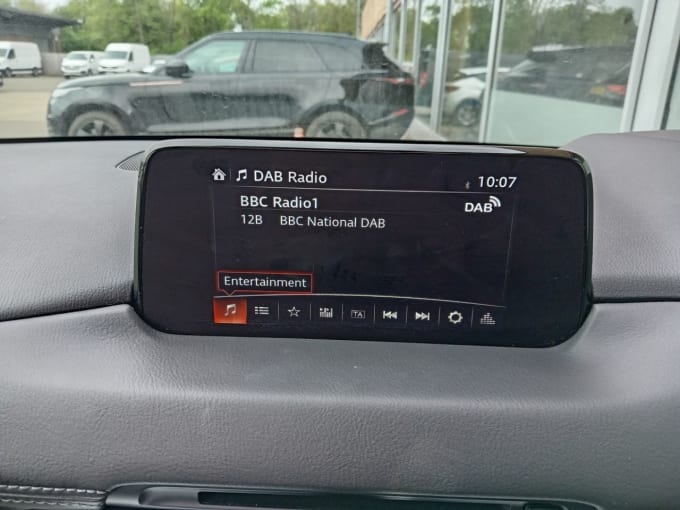 DAB Radio 10:07
BBC Radio1 DAB
12B BBC National DAB
Entertainment
TA